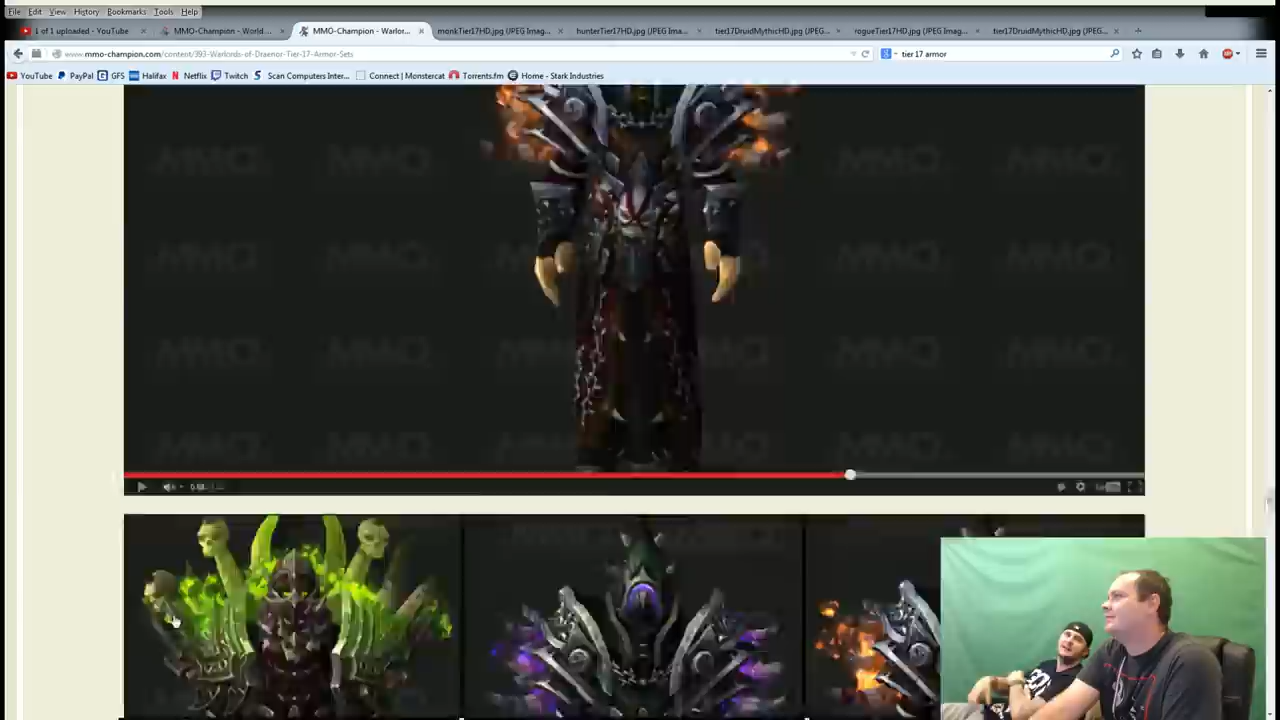 File Edit View History Bookmarks Tools Help
1 of 1 uploaded - YouTube × MMO-Champion - World ... × MMO-Champion - Warlor... × monkTier17HD.jpg (JPEG Imag... × hunterTier17HD.jpg (JPEG Ima... × tier17DruidMythicHD.jpg (JPEG... × rogueTier17HD.jpg (JPEG Imag... × tier17DruidMythicHD.jpg (JPEG... × +
www.mmo-champion.com/content/393-Warlords-of-Draenor-Tier-17-Armor-Sets tier 17 armor
YouTube PayPal GFS Halifax Netflix Twitch Scan Computers Inter... Connect | Monstercat Torrents.fm Home - Stark Industries